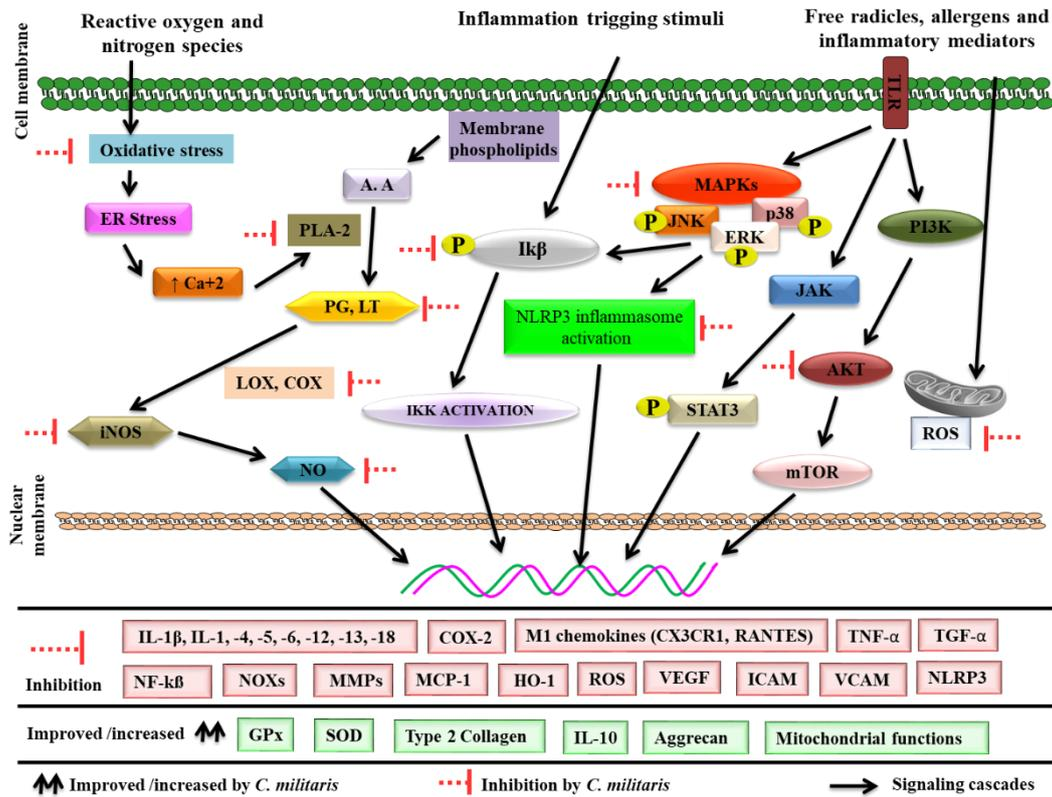 Reactive oxygen and
nitrogen species
Inflammation trigging stimuli
Free radicles, allergens and
inflammatory mediators
Cell membrane
TLR
Oxidative stress
Membrane
phospholipids
A. A
MAPKs
ER Stress
PLA-2
P
Ikβ
P
JNK
p38
P
ERK
P
PI3K
↑ Ca+2
PG, LT
NLRP3 inflammasome
activation
JAK
LOX, COX
IKK ACTIVATION
P
STAT3
AKT
iNOS
ROS
NO
mTOR
Nuclear
membrane
IL-1β, IL-1, -4, -5, -6, -12, -13, -18
COX-2
M1 chemokines (CX3CR1, RANTES)
TNF-α
TGF-α
Inhibition
NF-kß
NOXs
MMPs
MCP-1
HO-1
ROS
VEGF
ICAM
VCAM
NLRP3
Improved /increased
GPx
SOD
Type 2 Collagen
IL-10
Aggrecan
Mitochondrial functions
Improved /increased by C. militaris
Inhibition by C. militaris
Signaling cascades